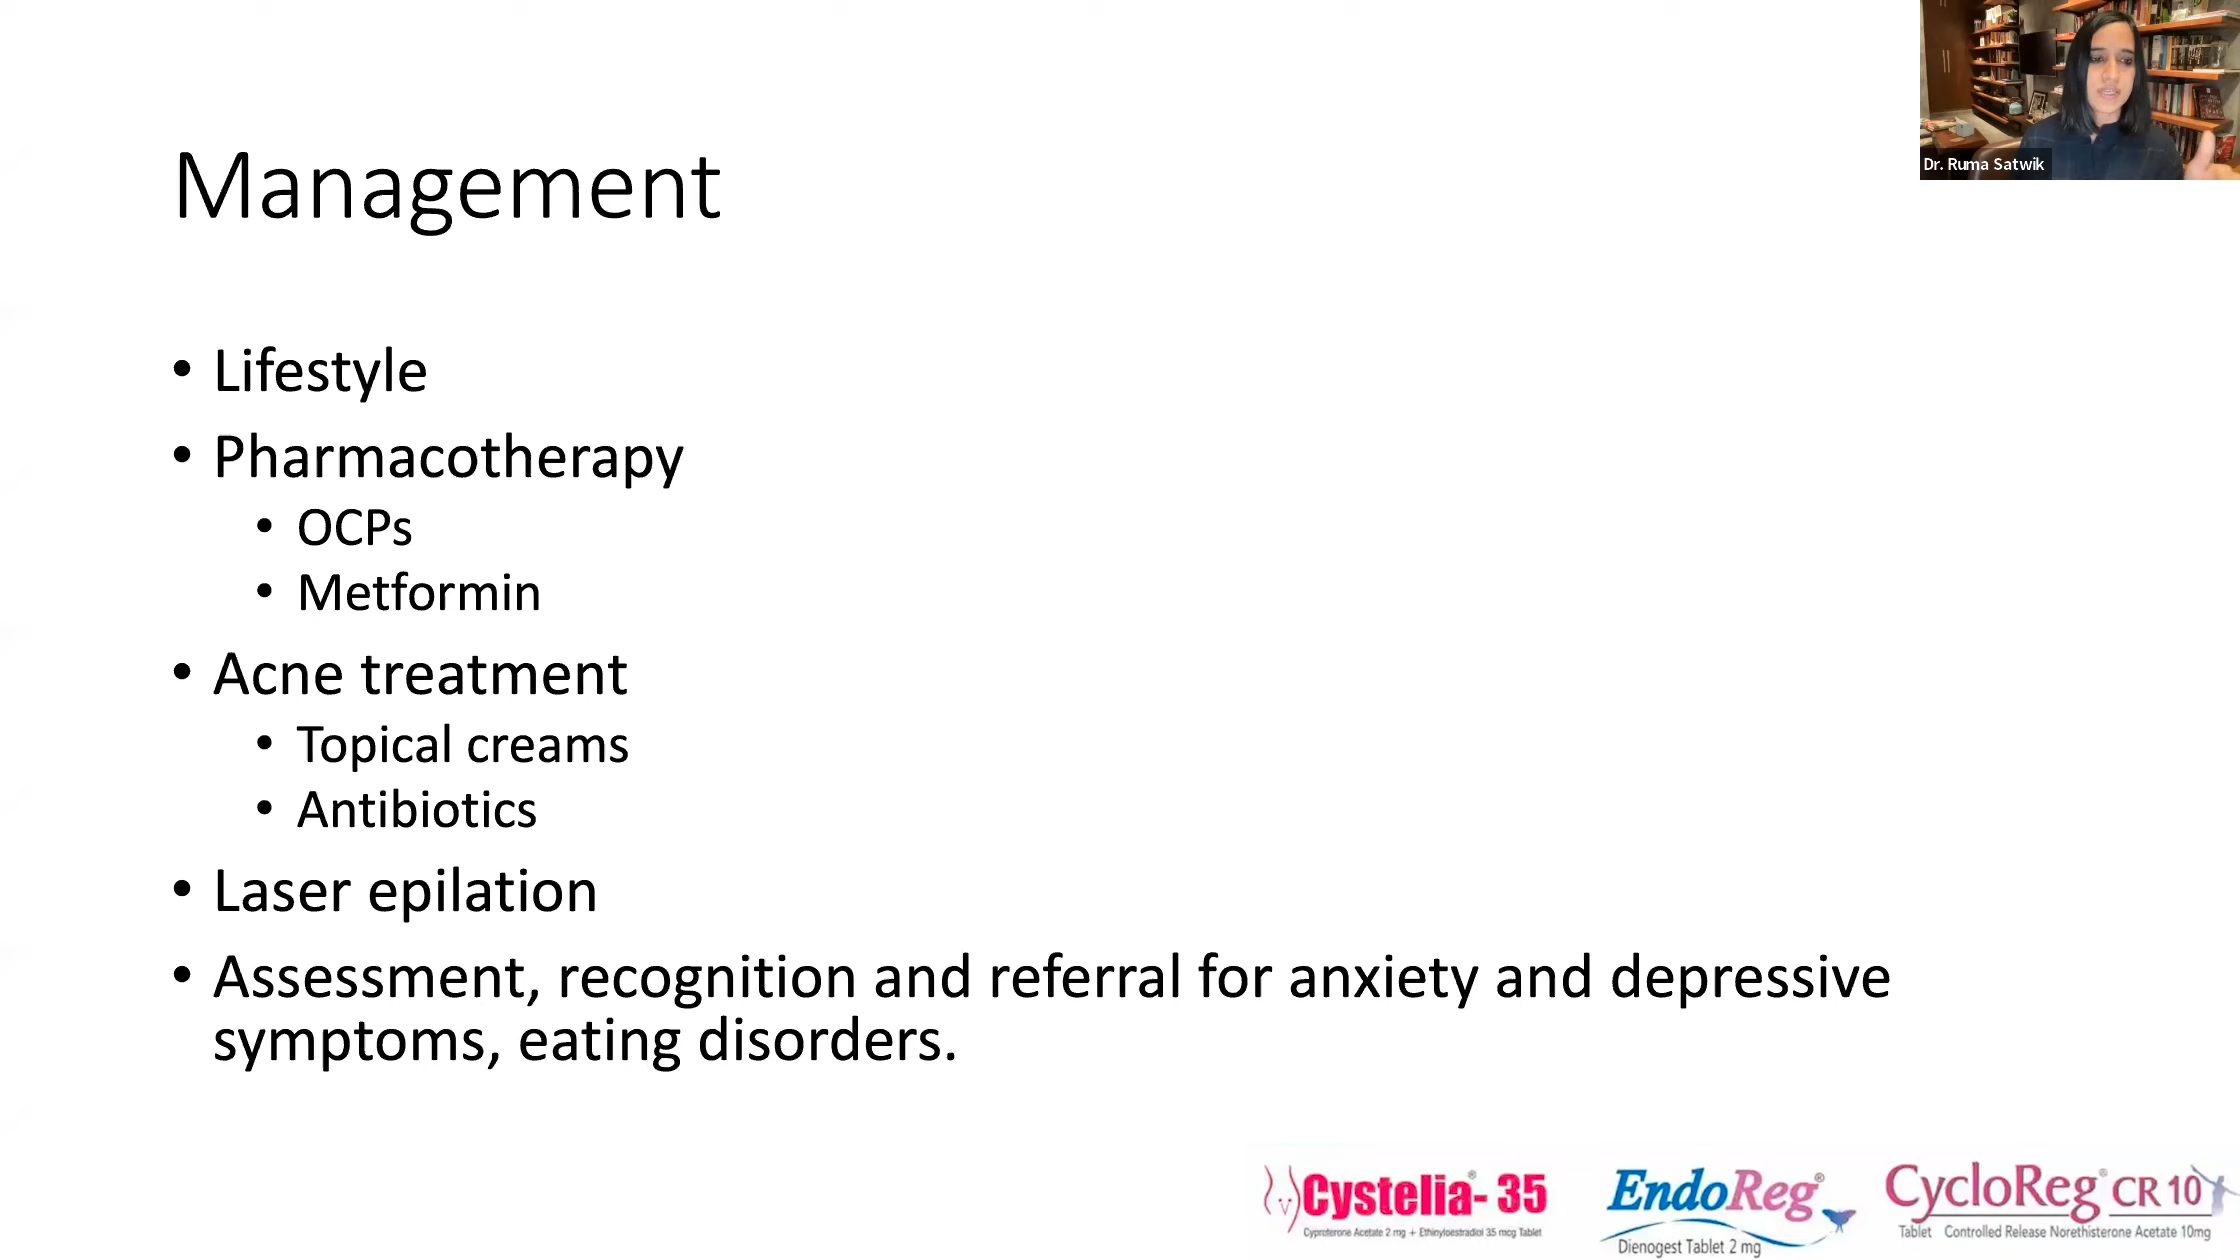 Dr. Ruma Satwik
Management
• Lifestyle
• Pharmacotherapy
• OCPs
• Metformin
• Acne treatment
• Topical creams
• Antibiotics
• Laser epilation
• Assessment, recognition and referral for anxiety and depressive
symptoms, eating disorders.
Cystelia®- 35
Cyproterone Acetate 2 mg + Ethinyloestradiol 35 mcg Tablet
EndoReg®
Dienogest Tablet 2 mg
CycloReg® CR 10
Tablet Controlled Release Norethisterone Acetate 10mg